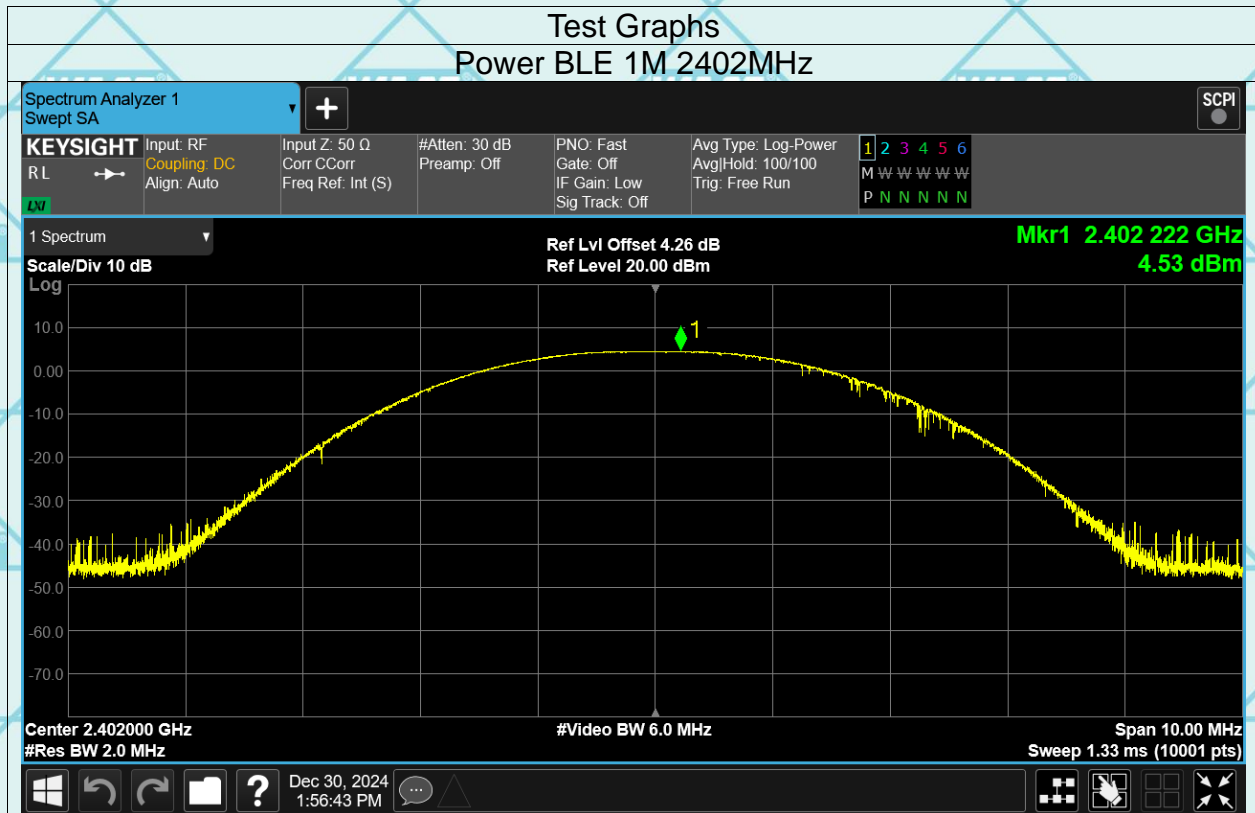 Test Graphs
Power BLE 1M 2402MHz
Spectrum Analyzer 1
Swept SA
SCPI
KEYSIGHT
R L
LXI
Input: RF
Coupling: DC
Align: Auto
Input Z: 50 Ω
Corr CCorr
Freq Ref: Int (S)
#Atten: 30 dB
Preamp: Off
PNO: Fast
Gate: Off
IF Gain: Low
Sig Track: Off
Avg Type: Log-Power
Avg|Hold: 100/100
Trig: Free Run
1 2 3 4 5 6
M W W W W W
P N N N N N
1 Spectrum
Scale/Div 10 dB
Ref Lvl Offset 4.26 dB
Ref Level 20.00 dBm
Mkr1 2.402 222 GHz
4.53 dBm
Log
1
10.0
0.00
-10.0
-20.0
-30.0
-40.0
-50.0
-60.0
-70.0
Center 2.402000 GHz
#Video BW 6.0 MHz
Span 10.00 MHz
#Res BW 2.0 MHz
Sweep 1.33 ms (10001 pts)
Dec 30, 2024
1:56:43 PM